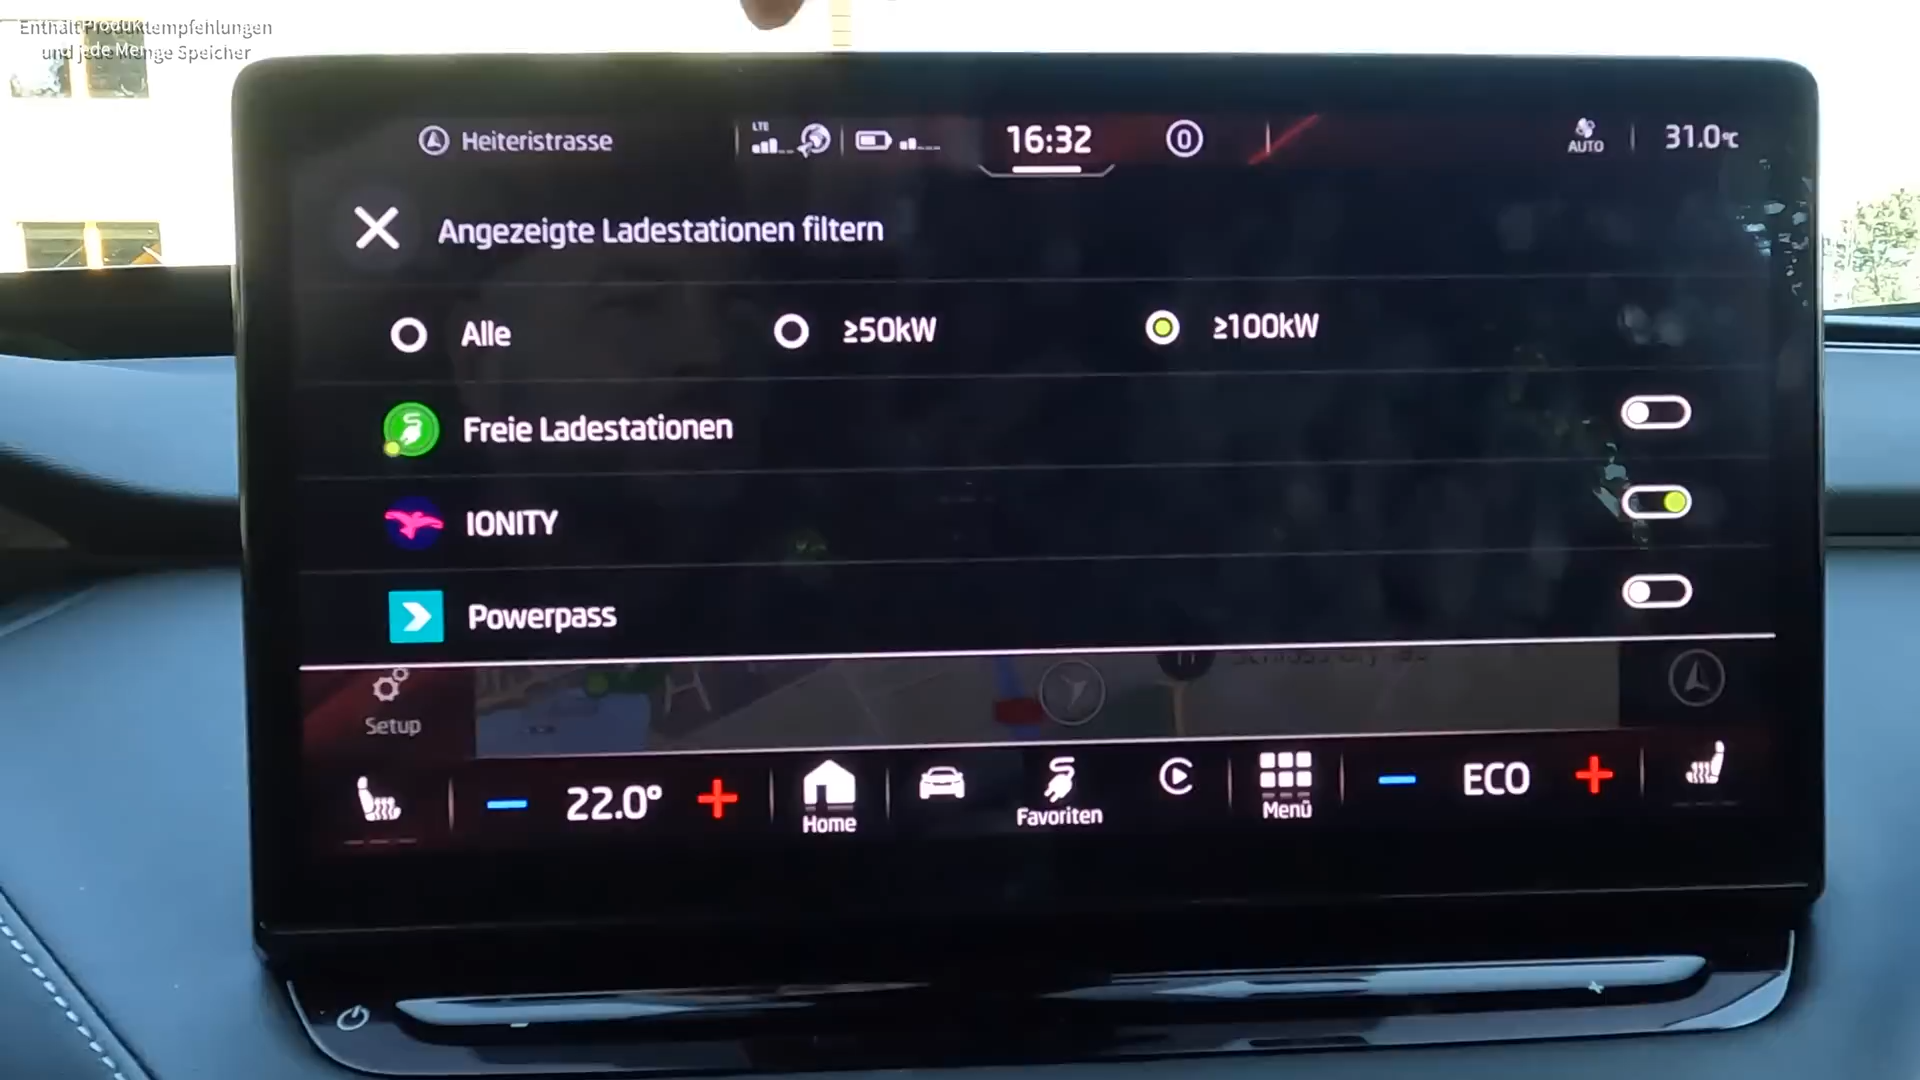 Enthält Produktempfehlungen
und jede Menge Speicher
Heiteristrasse
LTE
16:32
0
AUTO
31.0°C
Angezeigte Ladestationen filtern
Alle
≥50kW
≥100kW
Freie Ladestationen
IONITY
Powerpass
Setup
22.0°
Home
Favoriten
Menü
ECO